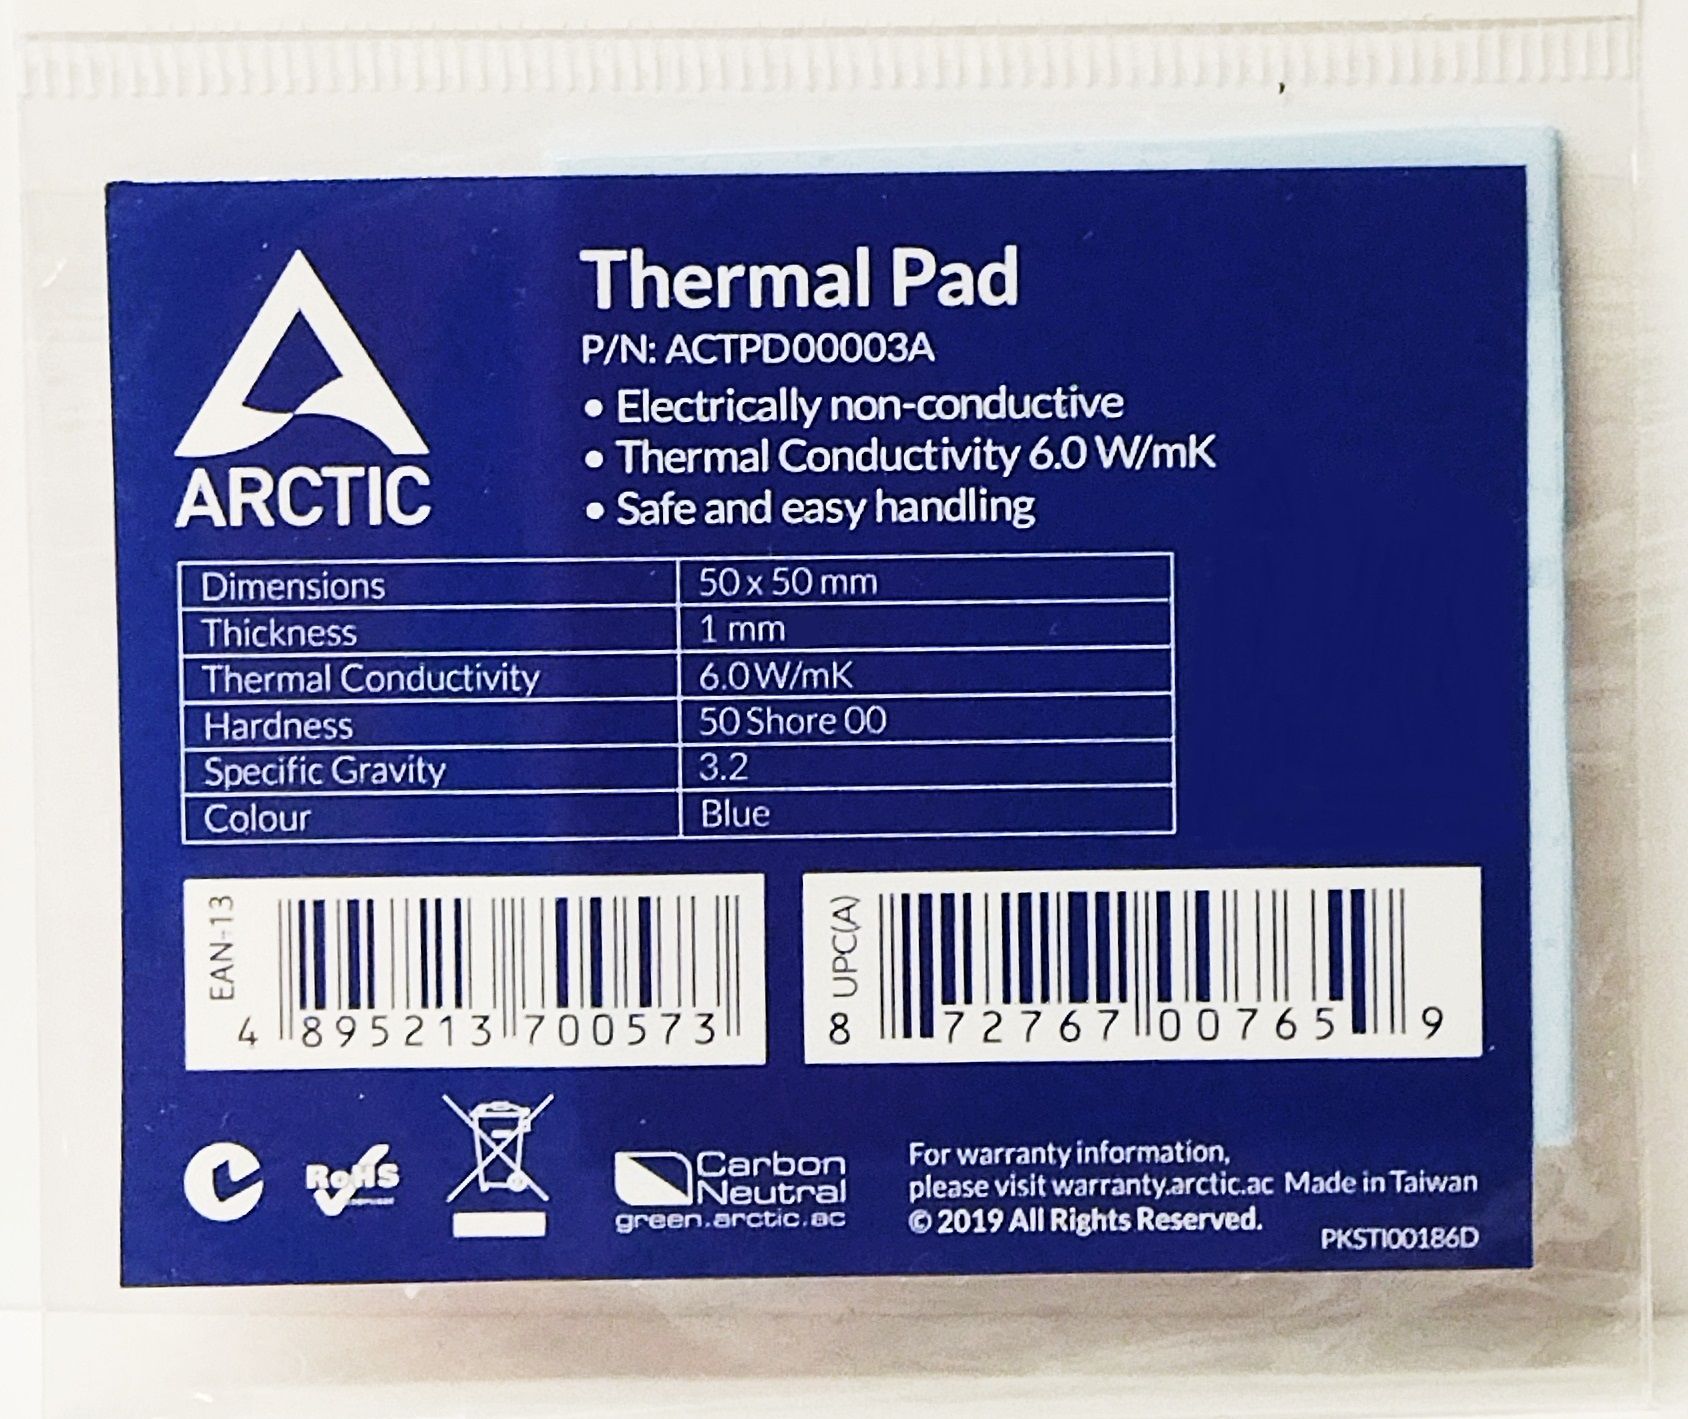 ARCTIC
Thermal Pad
P/N: ACTPD00003A
• Electrically non-conductive
• Thermal Conductivity 6.0 W/mK
• Safe and easy handling
Dimensions 50 x 50 mm
Thickness 1 mm
Thermal Conductivity 6.0 W/mK
Hardness 50 Shore 00
Specific Gravity 3.2
Colour Blue
EAN-13
4 895213 700573
UPC(A)
8
8 72767 00765 9
RoHS
Carbon
Neutral
green.arctic.ac
For warranty information,
please visit warranty.arctic.ac Made in Taiwan
© 2019 All Rights Reserved.
PKSTI00186D